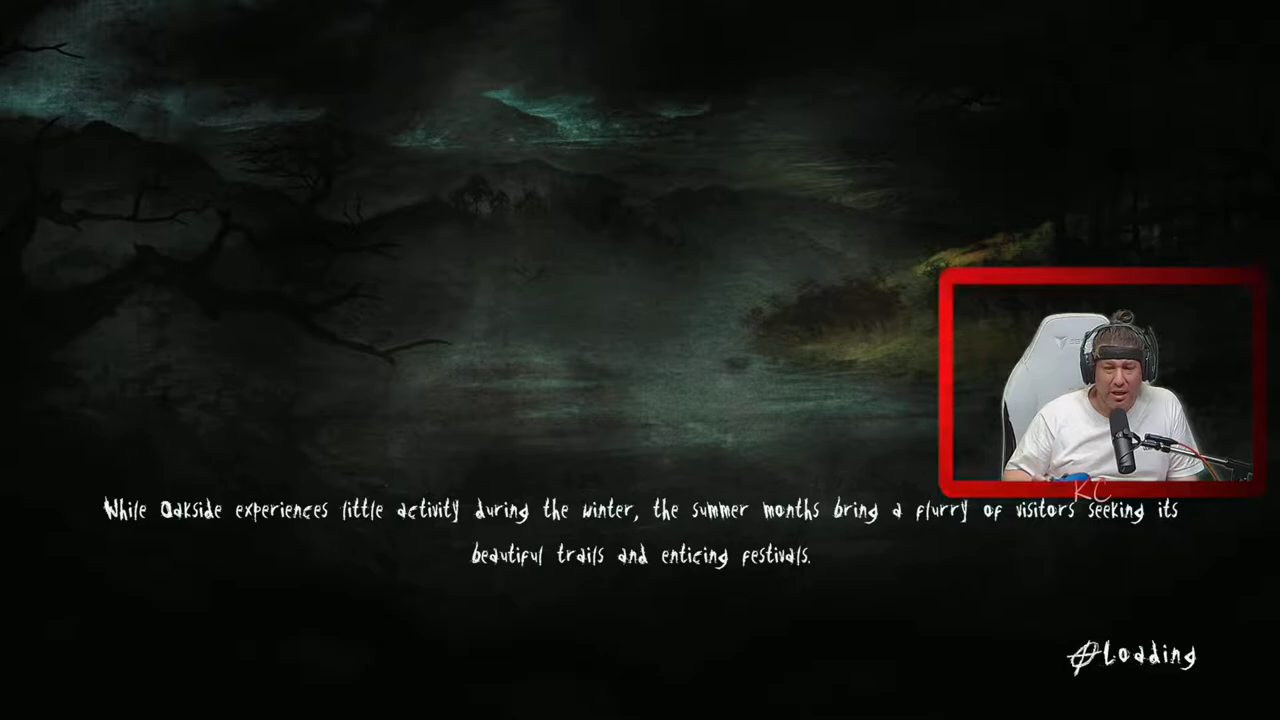 While Oakside experiences little activity during the winter, the summer months bring a flurry of visitors seeking its
beautiful trails and enticing festivals.
KC
Loading